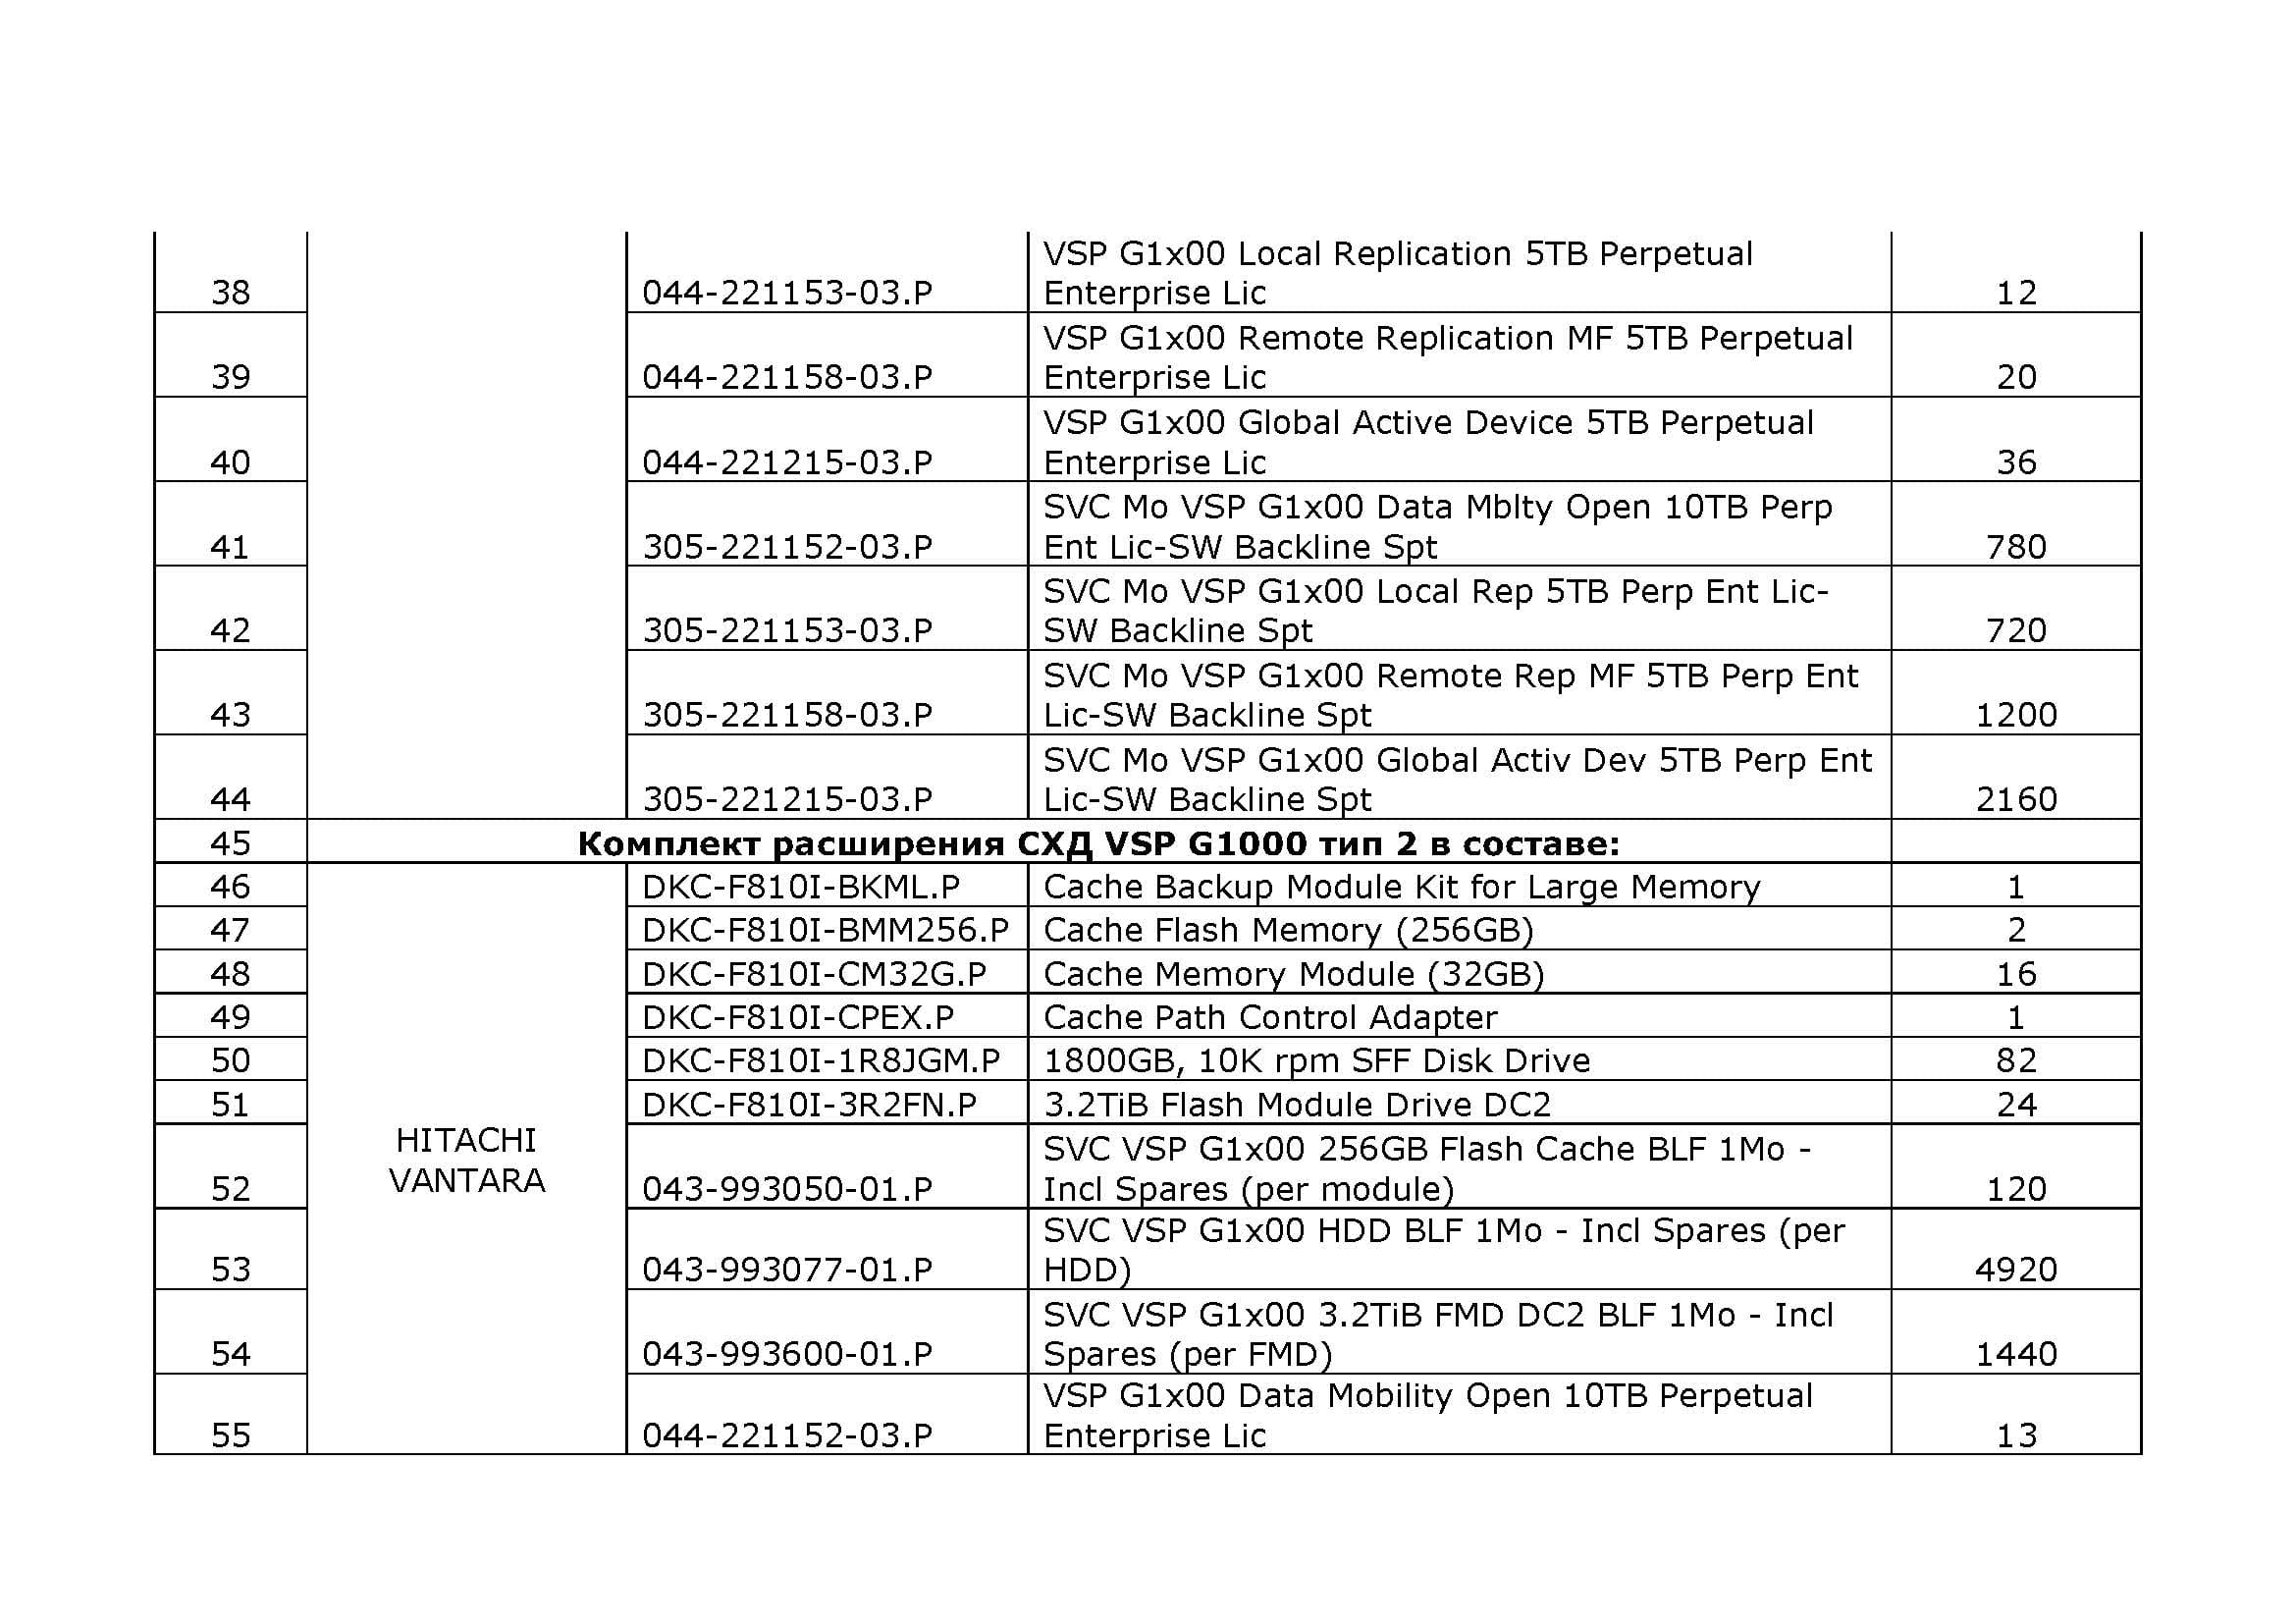 VSP G1x00 Local Replication 5TB Perpetual
38 044-221153-03.P Enterprise Lic 12
VSP G1x00 Remote Replication MF 5TB Perpetual
39 044-221158-03.P Enterprise Lic 20
VSP G1x00 Global Active Device 5TB Perpetual
40 044-221215-03.P Enterprise Lic 36
SVC Mo VSP G1x00 Data Mblty Open 10TB Perp
41 305-221152-03.P Ent Lic-SW Backline Spt 780
SVC Mo VSP G1x00 Local Rep 5TB Perp Ent Lic-
42 305-221153-03.P SW Backline Spt 720
SVC Mo VSP G1x00 Remote Rep MF 5TB Perp Ent
43 305-221158-03.P Lic-SW Backline Spt 1200
SVC Mo VSP G1x00 Global Activ Dev 5TB Perp Ent
44 305-221215-03.P Lic-SW Backline Spt 2160
45 Комплект расширения СХД VSP G1000 тип 2 в составе:
46 DKC-F810I-BKML.P Cache Backup Module Kit for Large Memory 1
47 DKC-F810I-BMM256.P Cache Flash Memory (256GB) 2
48 DKC-F810I-CM32G.P Cache Memory Module (32GB) 16
49 DKC-F810I-CPEX.P Cache Path Control Adapter 1
50 DKC-F810I-1R8JGM.P 1800GB, 10K rpm SFF Disk Drive 82
51 DKC-F810I-3R2FN.P 3.2TiB Flash Module Drive DC2 24
HITACHI SVC VSP G1x00 256GB Flash Cache BLF 1Mo -
52 VANTARA 043-993050-01.P Incl Spares (per module) 120
SVC VSP G1x00 HDD BLF 1Mo - Incl Spares (per
53 043-993077-01.P HDD) 4920
SVC VSP G1x00 3.2TiB FMD DC2 BLF 1Mo - Incl
54 043-993600-01.P Spares (per FMD) 1440
VSP G1x00 Data Mobility Open 10TB Perpetual
55 044-221152-03.P Enterprise Lic 13